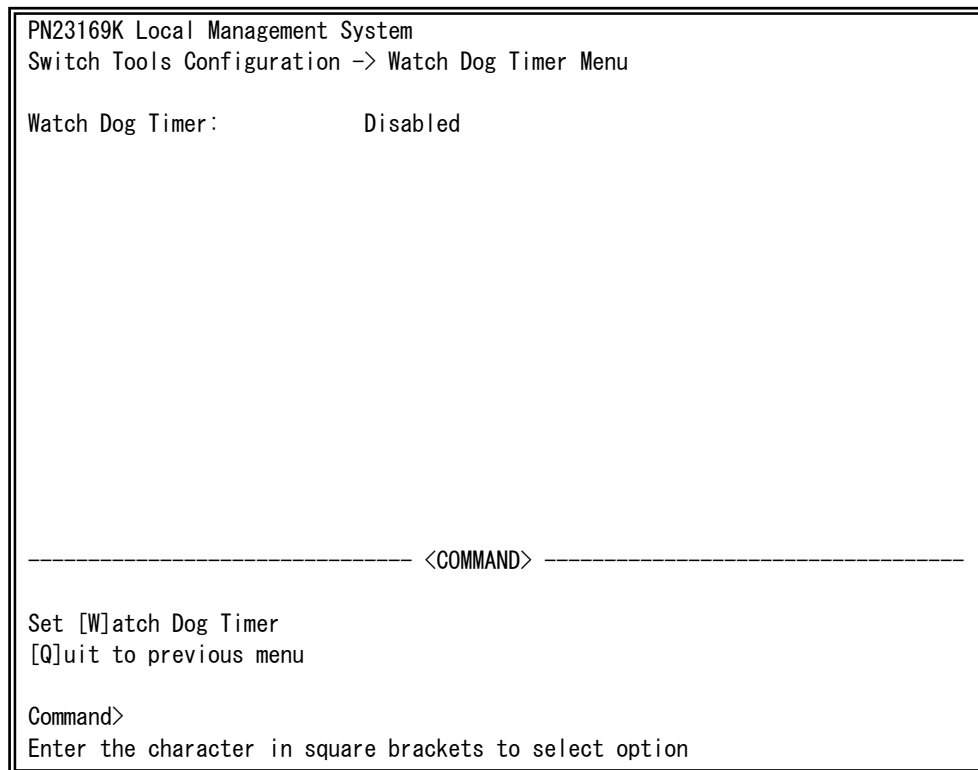 PN23169K Local Management System
Switch Tools Configuration -> Watch Dog Timer Menu
Watch Dog Timer: Disabled
-------------------------------- <COMMAND> -----------------------------------
Set [W]atch Dog Timer
[Q]uit to previous menu
Command>
Enter the character in square brackets to select option